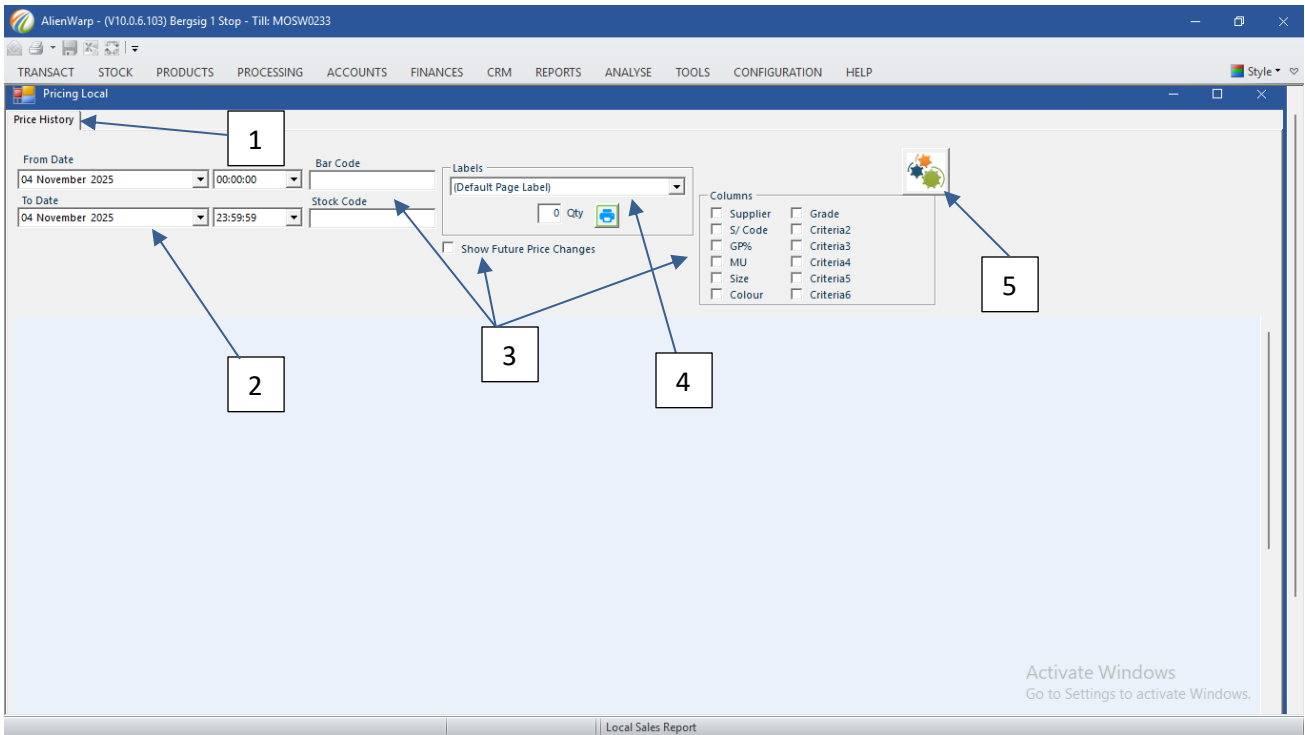 AlienWarp - (V10.0.6.103) Bergsig 1 Stop - Till: MOSW0233
TRANSACT STOCK PRODUCTS PROCESSING ACCOUNTS FINANCES CRM REPORTS ANALYSE TOOLS CONFIGURATION HELP Style
Pricing Local
Price History
1
From Date
04 November 2025 00:00:00
To Date
04 November 2025 23:59:59
Bar Code
Stock Code
Labels
(Default Page Label)
0 Qty
Show Future Price Changes
Columns
Supplier Grade
S/ Code Criteria2
GP% Criteria3
MU Criteria4
Size Criteria5
Colour Criteria6
5
3
2
4
Activate Windows
Go to Settings to activate Windows.
Local Sales Report